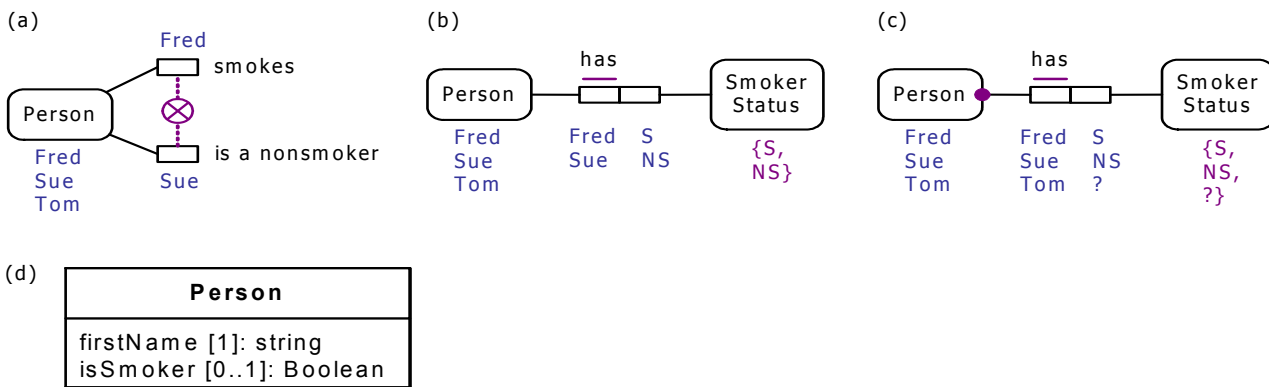 (a)
Fred
smokes
Person
is a nonsmoker
Fred
Sue
Tom
Sue
(b)
has
Person
Smoker
Status
Fred
Sue
Tom
Fred S
Sue NS
{S,
NS}
(c)
has
Person
Smoker
Status
Fred
Sue
Tom
Fred S
Sue NS
Tom ?
{S,
NS,
?}
(d)
Person
firstName [1]: string
isSmoker [0..1]: Boolean